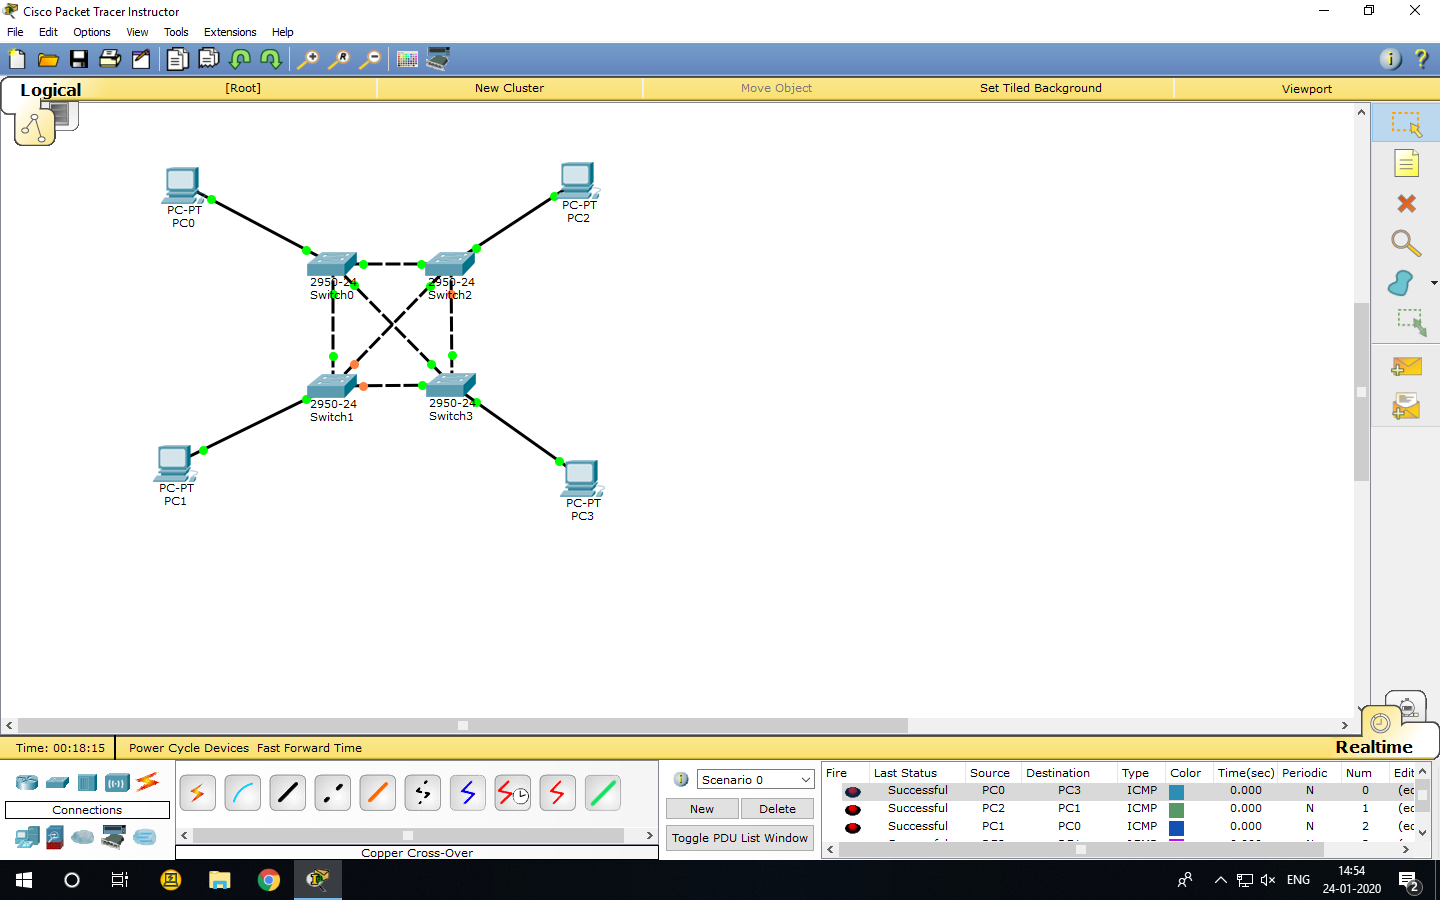 Cisco Packet Tracer Instructor
File Edit Options View Tools Extensions Help
Logical [Root] New Cluster Move Object Set Tiled Background Viewport
PC-PT
PC0
PC-PT
PC2
2950-24
Switch0
2950-24
Switch2
2950-24
Switch1
2950-24
Switch3
PC-PT
PC1
PC-PT
PC3
Realtime
Time: 00:18:15 Power Cycle Devices Fast Forward Time
Connections
Copper Cross-Over
Scenario 0
New Delete
Toggle PDU List Window
Fire Last Status Source Destination Type Color Time(sec) Periodic Num Edit
Successful PC0 PC3 ICMP 0.000 N 0 (ec
Successful PC2 PC1 ICMP 0.000 N 1 (ec
Successful PC1 PC0 ICMP 0.000 N 2 (ec
ENG
14:54
24-01-2020
2